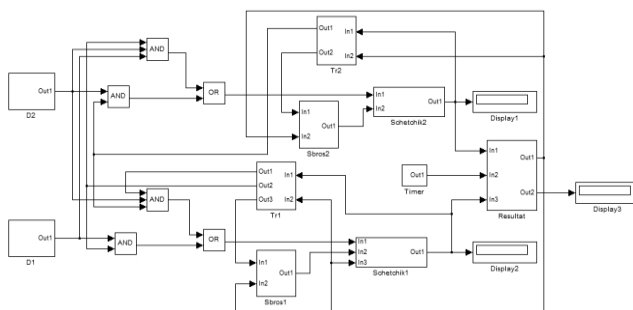 Out1
D2
AND
AND
OR
Out1
Out2
In1
In2
Tr2
In1
In2
Out1
Sbros2
In1
In2
Out1
Schetchik2
Display1
Out1
Timer
In1
In2
In3
Out1
Out2
Resultat
Display3
Out1
Out2
Out3
In1
In2
Tr1
Out1
D1
AND
AND
OR
In1
In2
Out1
Sbros1
In1
In2
In3
Out1
Schetchik1
Display2